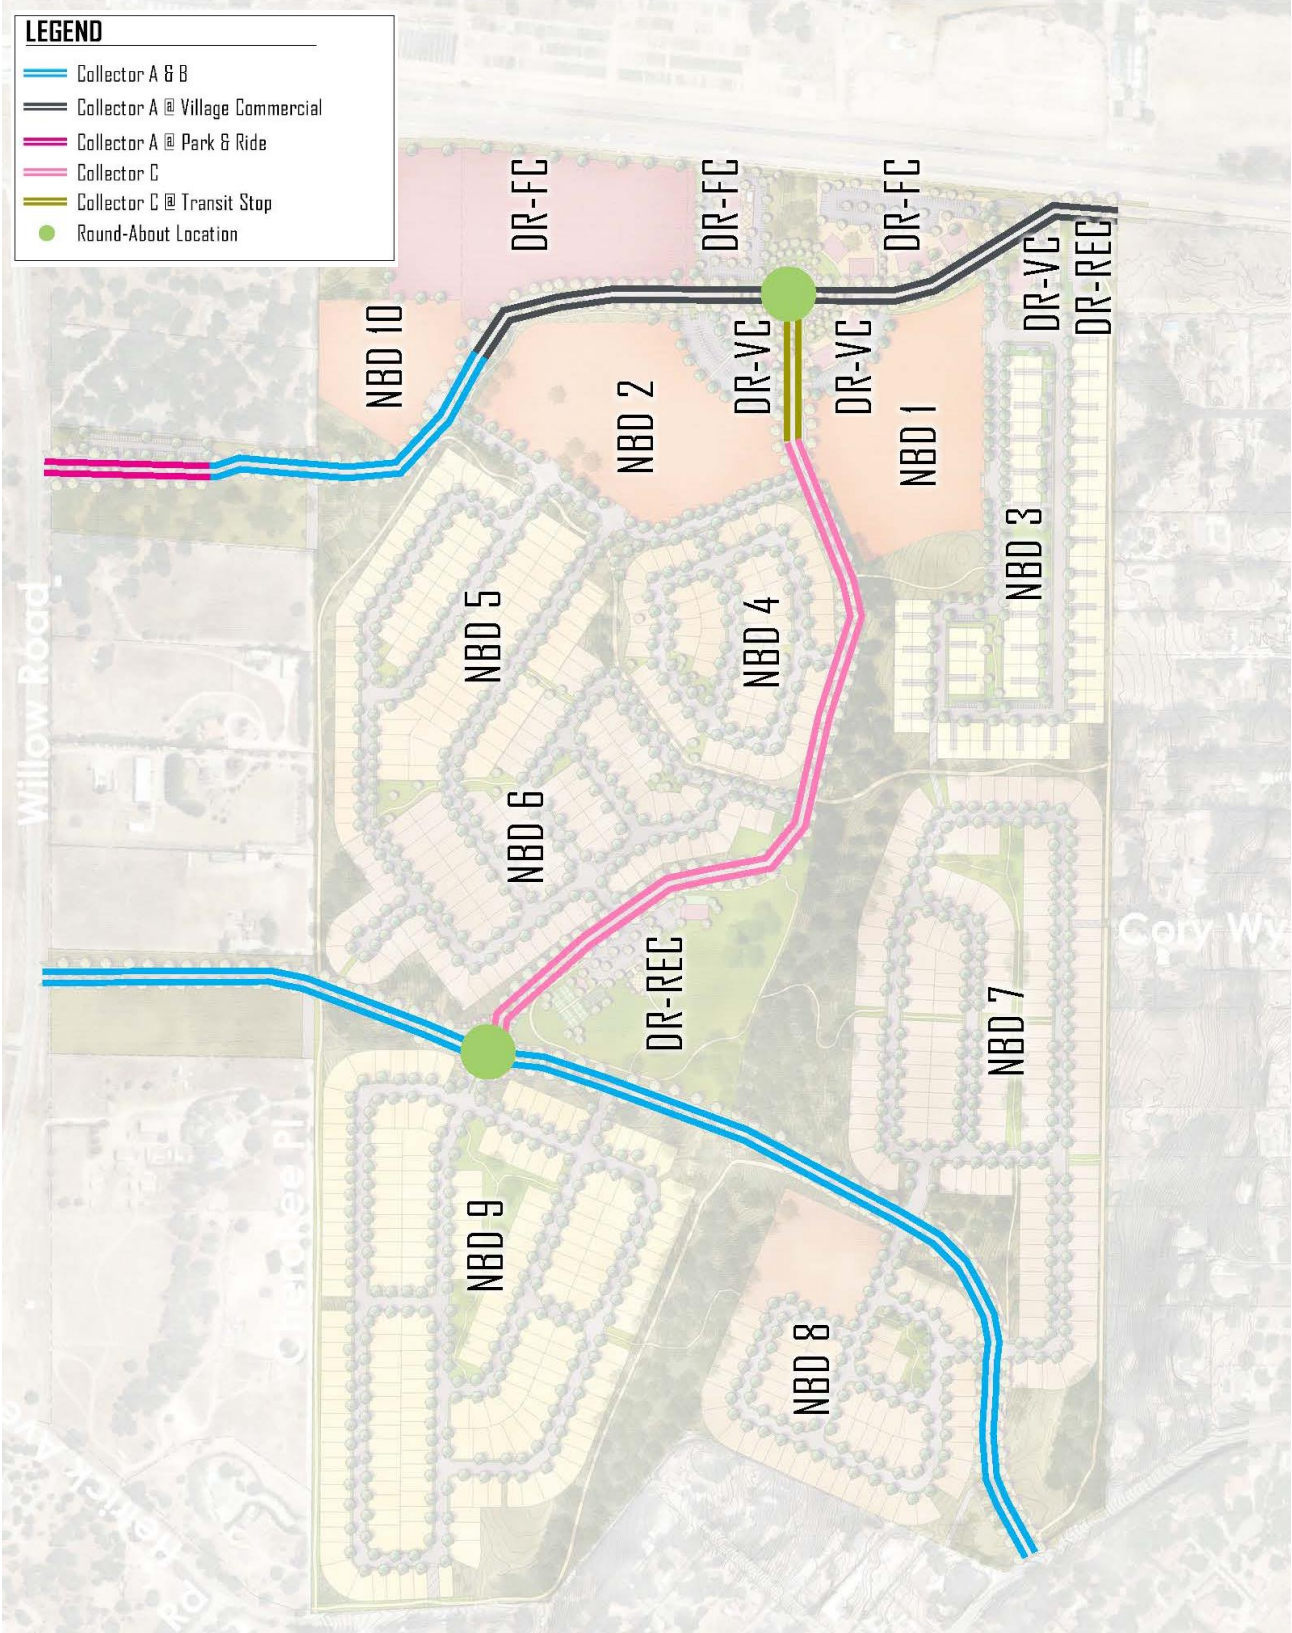 LEGEND
Collector A & B
Collector A @ Village Commercial
Collector A @ Park & Ride
Collector C
Collector C @ Transit Stop
Round-About Location
DR-FC
DR-FC
DR-FC
DR-VC
DR-REC
NBD 10
NBD 2
DR-VC
DR-VC
NBD 1
NBD 3
NBD 5
NBD 4
Willow Road
NBD 6
Cory Wy
DR-REC
NBD 7
NBD 9
NBD 8
Rd